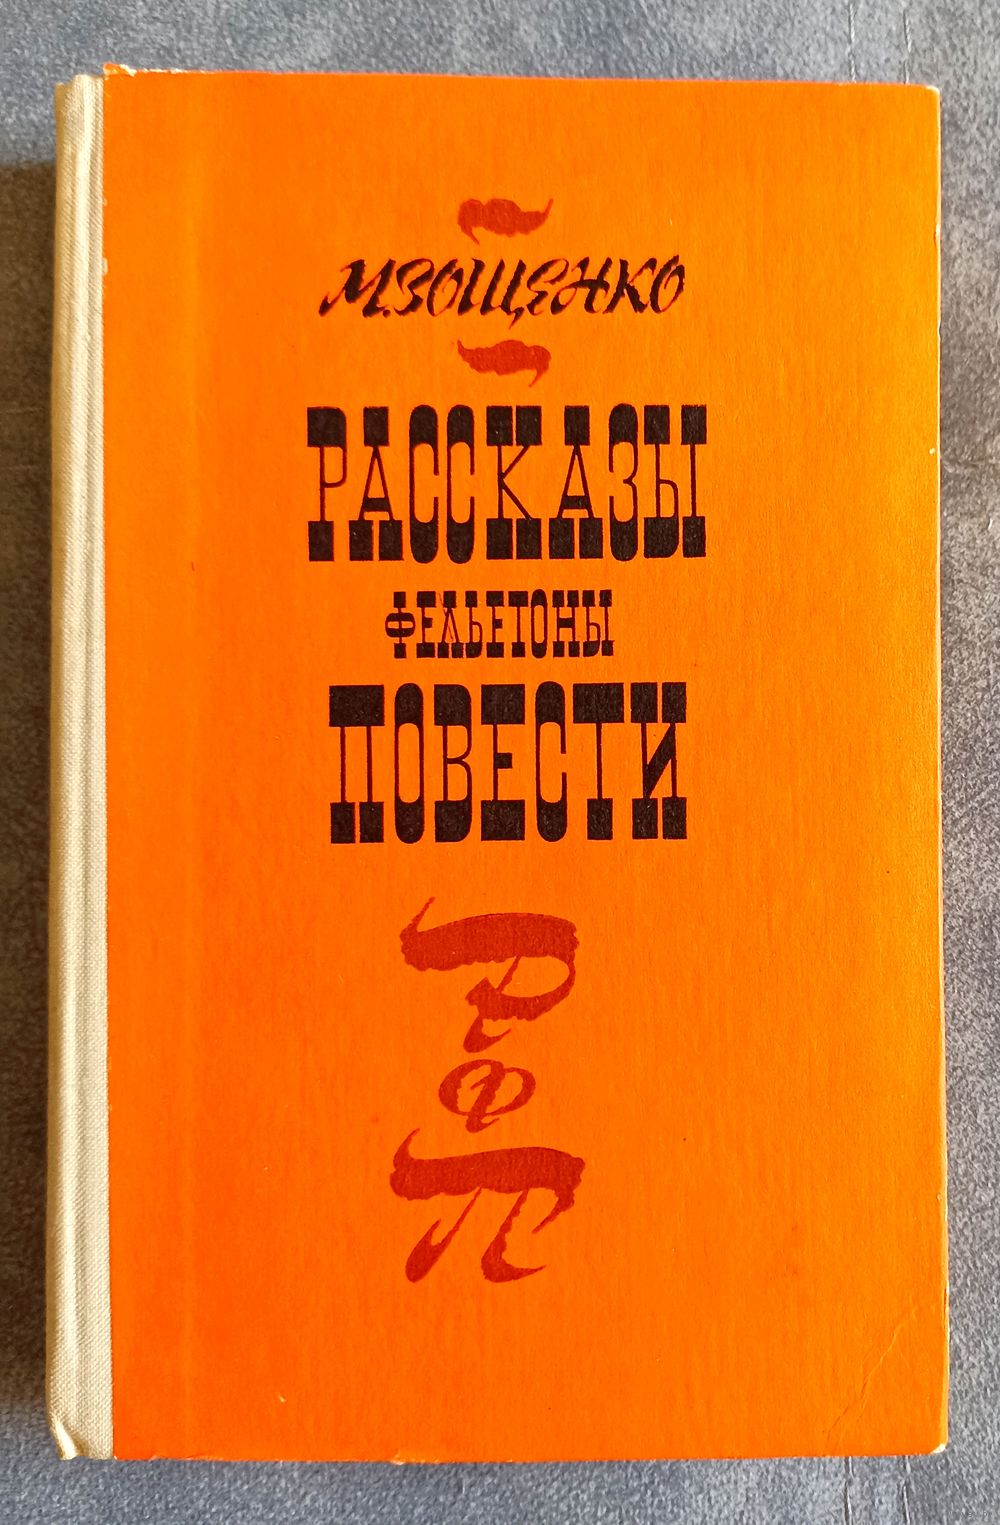 М. ЗОЩЕНКО
РАССКАЗЫ
ФЕЛЬЕТОНЫ
ПОВЕСТИ
Р
Ф
П